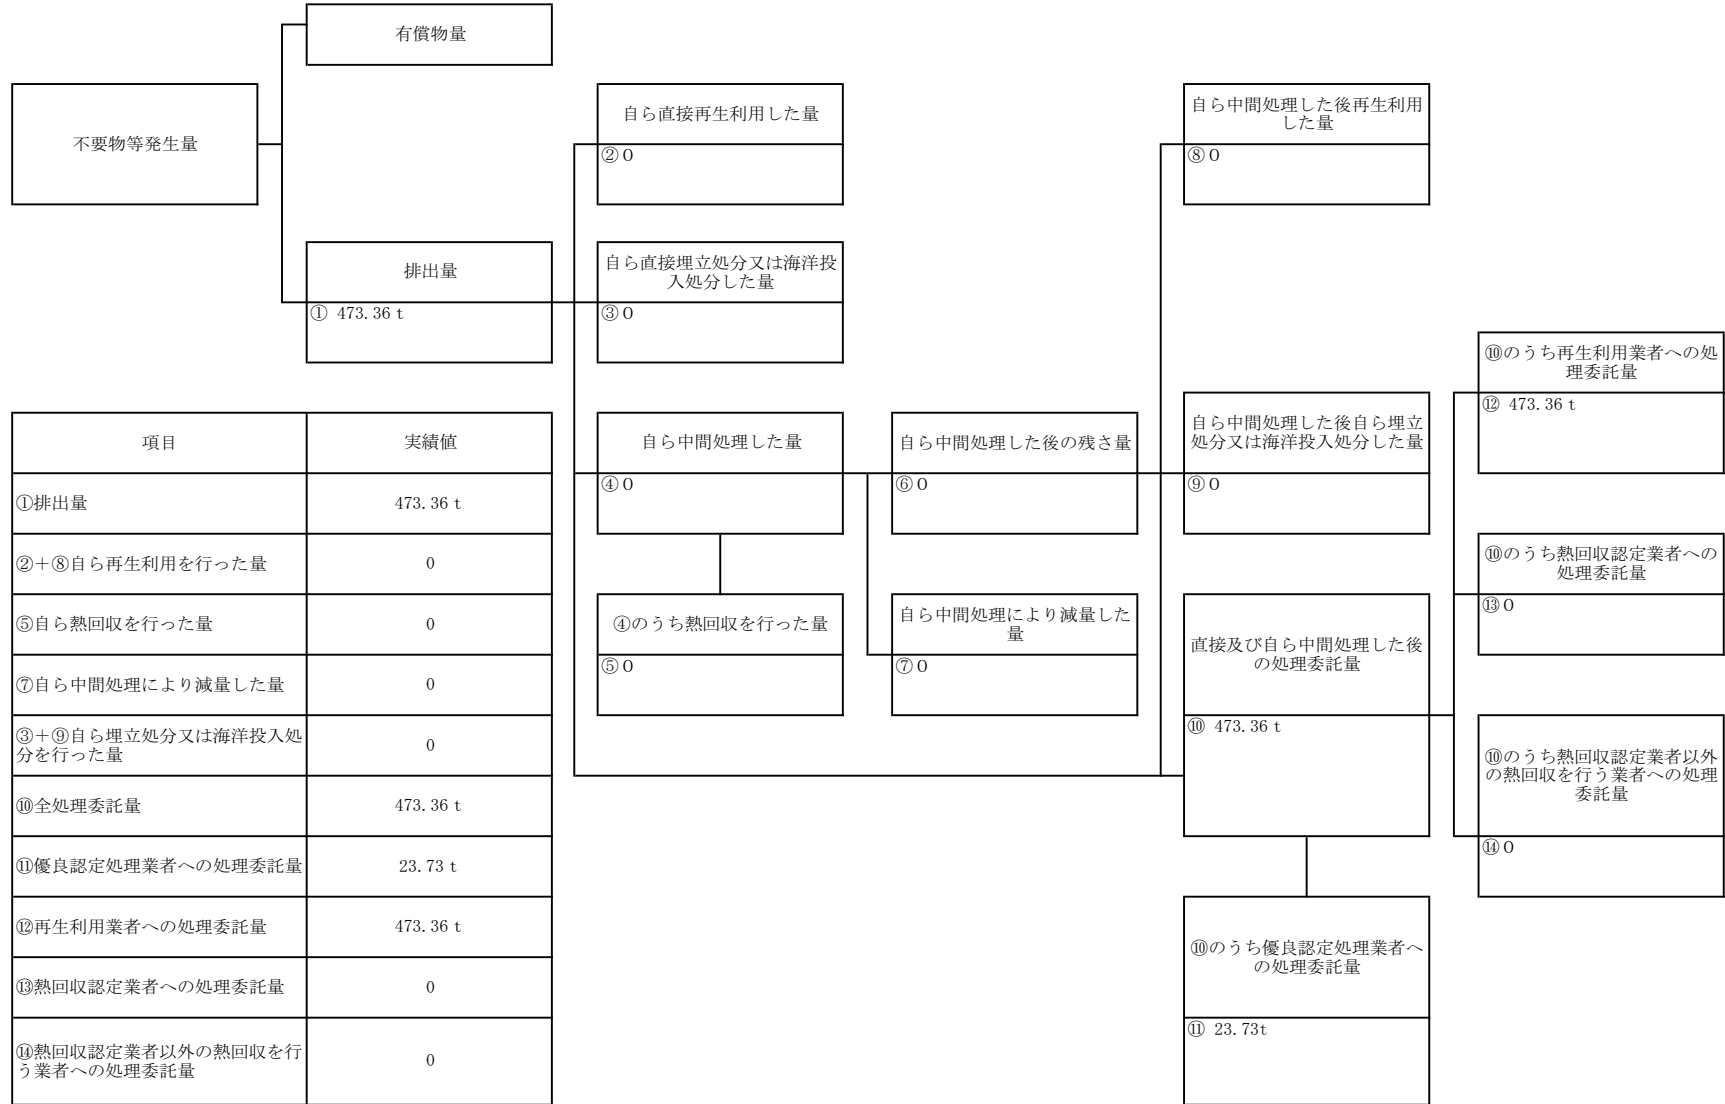 有償物量
不要物等発生量
排出量
① 473.36 t
自ら直接再生利用した量
②0
自ら直接埋立処分又は海洋投
入処分した量
③0
自ら中間処理した量
④0
④のうち熱回収を行った量
⑤0
自ら中間処理した後の残さ量
⑥0
自ら中間処理により減量した
量
⑦0
自ら中間処理した後再生利用
した量
⑧0
自ら中間処理した後自ら埋立
処分又は海洋投入処分した量
⑨0
直接及び自ら中間処理した後
の処理委託量
⑩ 473.36 t
⑩のうち優良認定処理業者へ
の処理委託量
⑪ 23.73t
⑩のうち再生利用業者への処
理委託量
⑫ 473.36 t
⑩のうち熱回収認定業者への
処理委託量
⑬0
⑩のうち熱回収認定業者以外
の熱回収を行う業者への処理
委託量
⑭0
項目 実績値
①排出量 473.36 t
②+⑧自ら再生利用を行った量 0
⑤自ら熱回収を行った量 0
⑦自ら中間処理により減量した量 0
③+⑨自ら埋立処分又は海洋投入処
分を行った量 0
⑩全処理委託量 473.36 t
⑪優良認定処理業者への処理委託量 23.73 t
⑫再生利用業者への処理委託量 473.36 t
⑬熱回収認定業者への処理委託量 0
⑭熱回収認定業者以外の熱回収を行
う業者への処理委託量 0